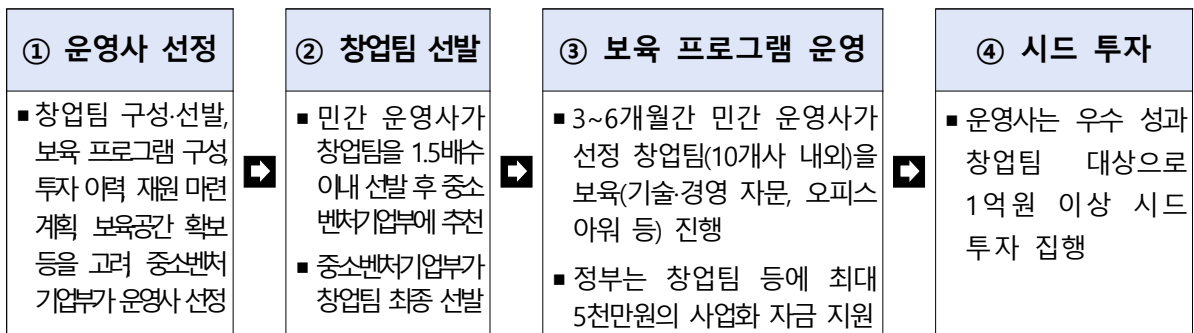 ① 운영사 선정
■ 창업팀 구성·선발,
보육 프로그램 구성,
투자 이력, 재원 마련
계획, 보육공간 확보
등을 고려, 중소벤처
기업부가 운영사 선정
② 창업팀 선발
■ 민간 운영사가
창업팀을 1.5배수
이내 선발 후 중소
벤처기업부에 추천
■ 중소벤처기업부가
창업팀 최종 선발
③ 보육 프로그램 운영
■ 3~6개월간 민간 운영사가
선정 창업팀(10개사 내외)을
보육(기술·경영 자문, 오피스
아워 등) 진행
■ 정부는 창업팀 등에 최대
5천만원의 사업화 자금 지원
④ 시드 투자
■ 운영사는 우수 성과
창업팀 대상으로
1억원 이상 시드
투자 집행